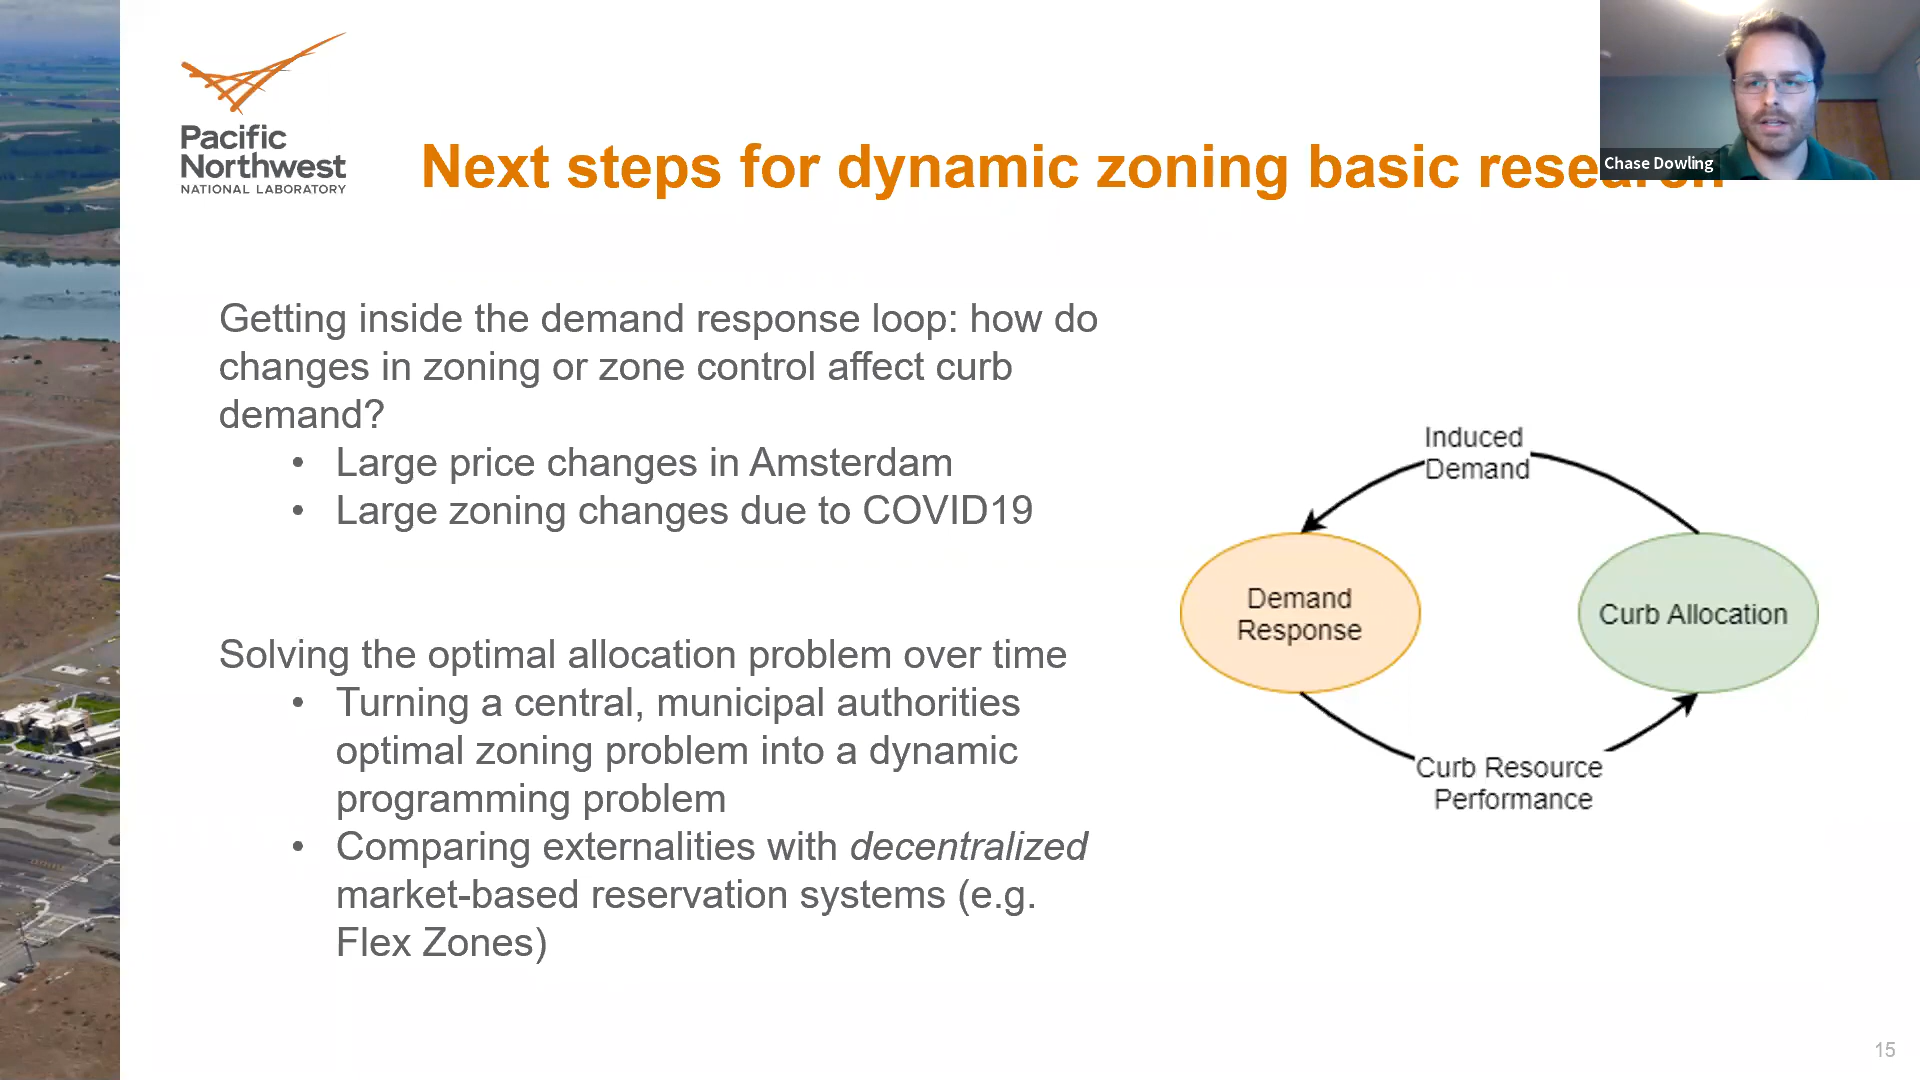 Pacific
Northwest
NATIONAL LABORATORY
Next steps for dynamic zoning basic research
Chase Dowling
Getting inside the demand response loop: how do
changes in zoning or zone control affect curb
demand?
• Large price changes in Amsterdam
• Large zoning changes due to COVID19
Solving the optimal allocation problem over time
• Turning a central, municipal authorities
optimal zoning problem into a dynamic
programming problem
• Comparing externalities with decentralized
market-based reservation systems (e.g.
Flex Zones)
Induced
Demand
Demand
Response
Curb Allocation
Curb Resource
Performance
15